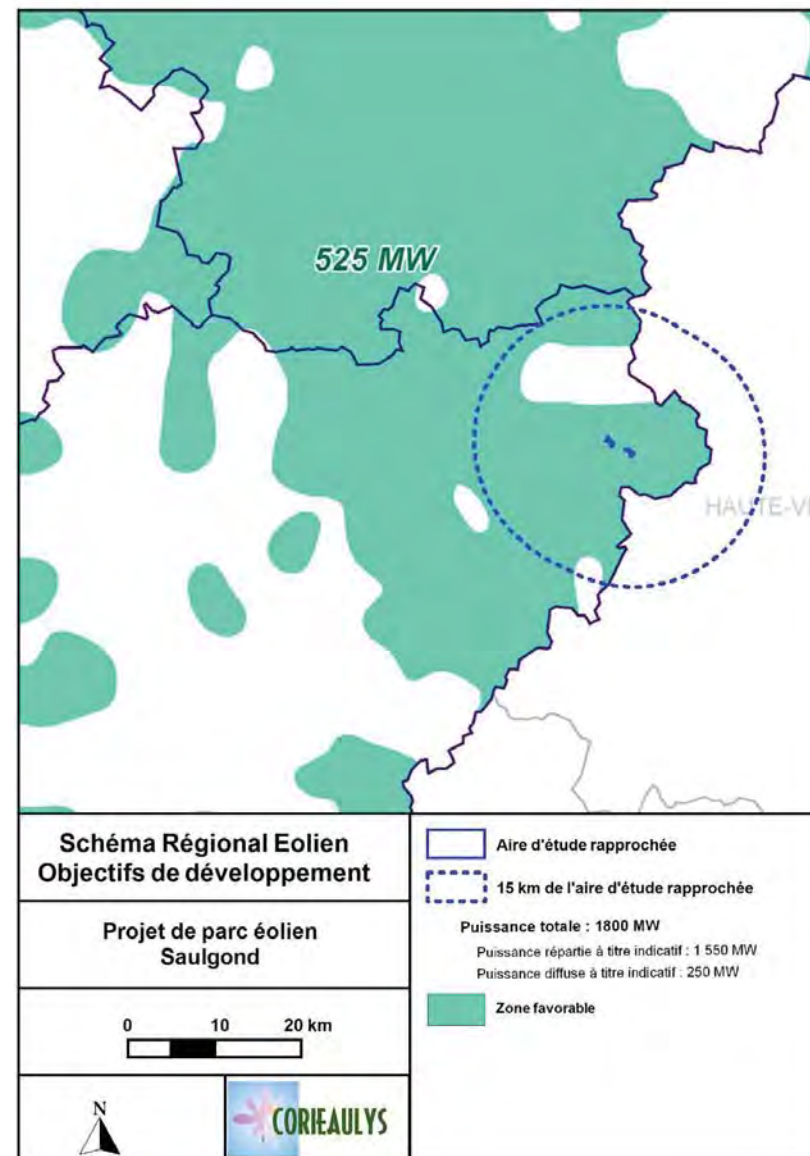 525 MW
Schéma Régional Eolien
Objectifs de développement
Projet de parc éolien
Saulgond
0 10 20 km
N
CORIEAULYS
Aire d'étude rapprochée
15 km de l'aire d'étude rapprochée
Puissance totale : 1800 MW
Puissance répartie à titre indicatif : 1 550 MW
Puissance diffuse à titre indicatif : 250 MW
Zone favorable
HAUTE-VI